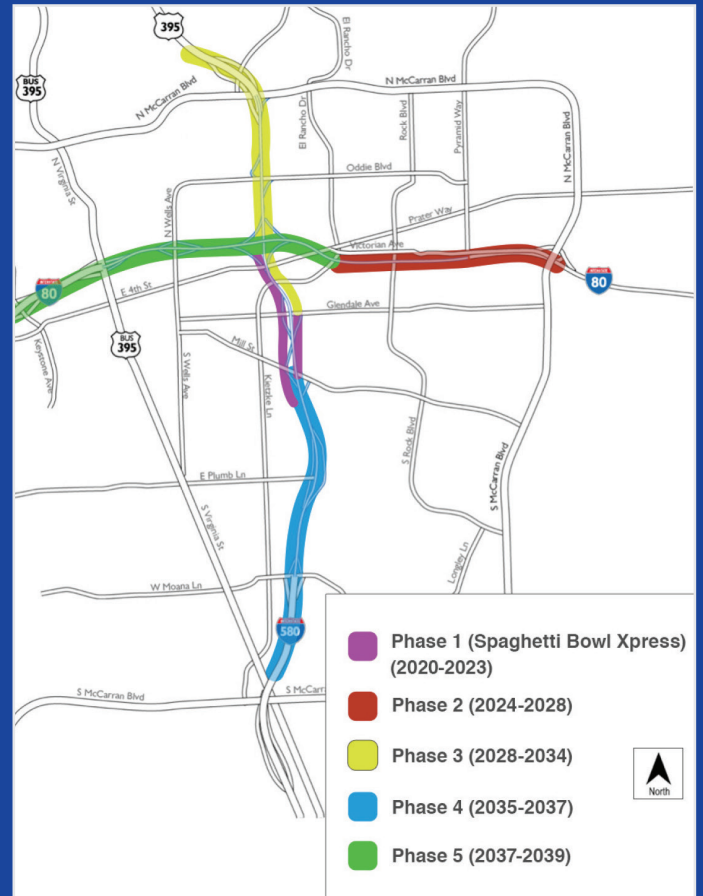 395
El Rancho Dr
BUS
395
N McCarran Blvd
N McCarran Blvd
El Rancho Dr
Rock Blvd
Pyramid Way
N McCarran Blvd
N Virginia St
Oddie Blvd
N Wells Ave
Prater Way
Victorian Ave
80
80
E 4th St
Glendale Ave
Keystone Ave
BUS
395
Mill St
S Wells Ave
Kietzke Ln
S Rock Blvd
S McCarran Blvd
E Plumb Ln
S Virginia St
Longley Ln
W Moana Ln
580
S McCarran Blvd
S McCarr
Phase 1 (Spaghetti Bowl Xpress)
(2020-2023)
Phase 2 (2024-2028)
Phase 3 (2028-2034)
Phase 4 (2035-2037)
Phase 5 (2037-2039)
North